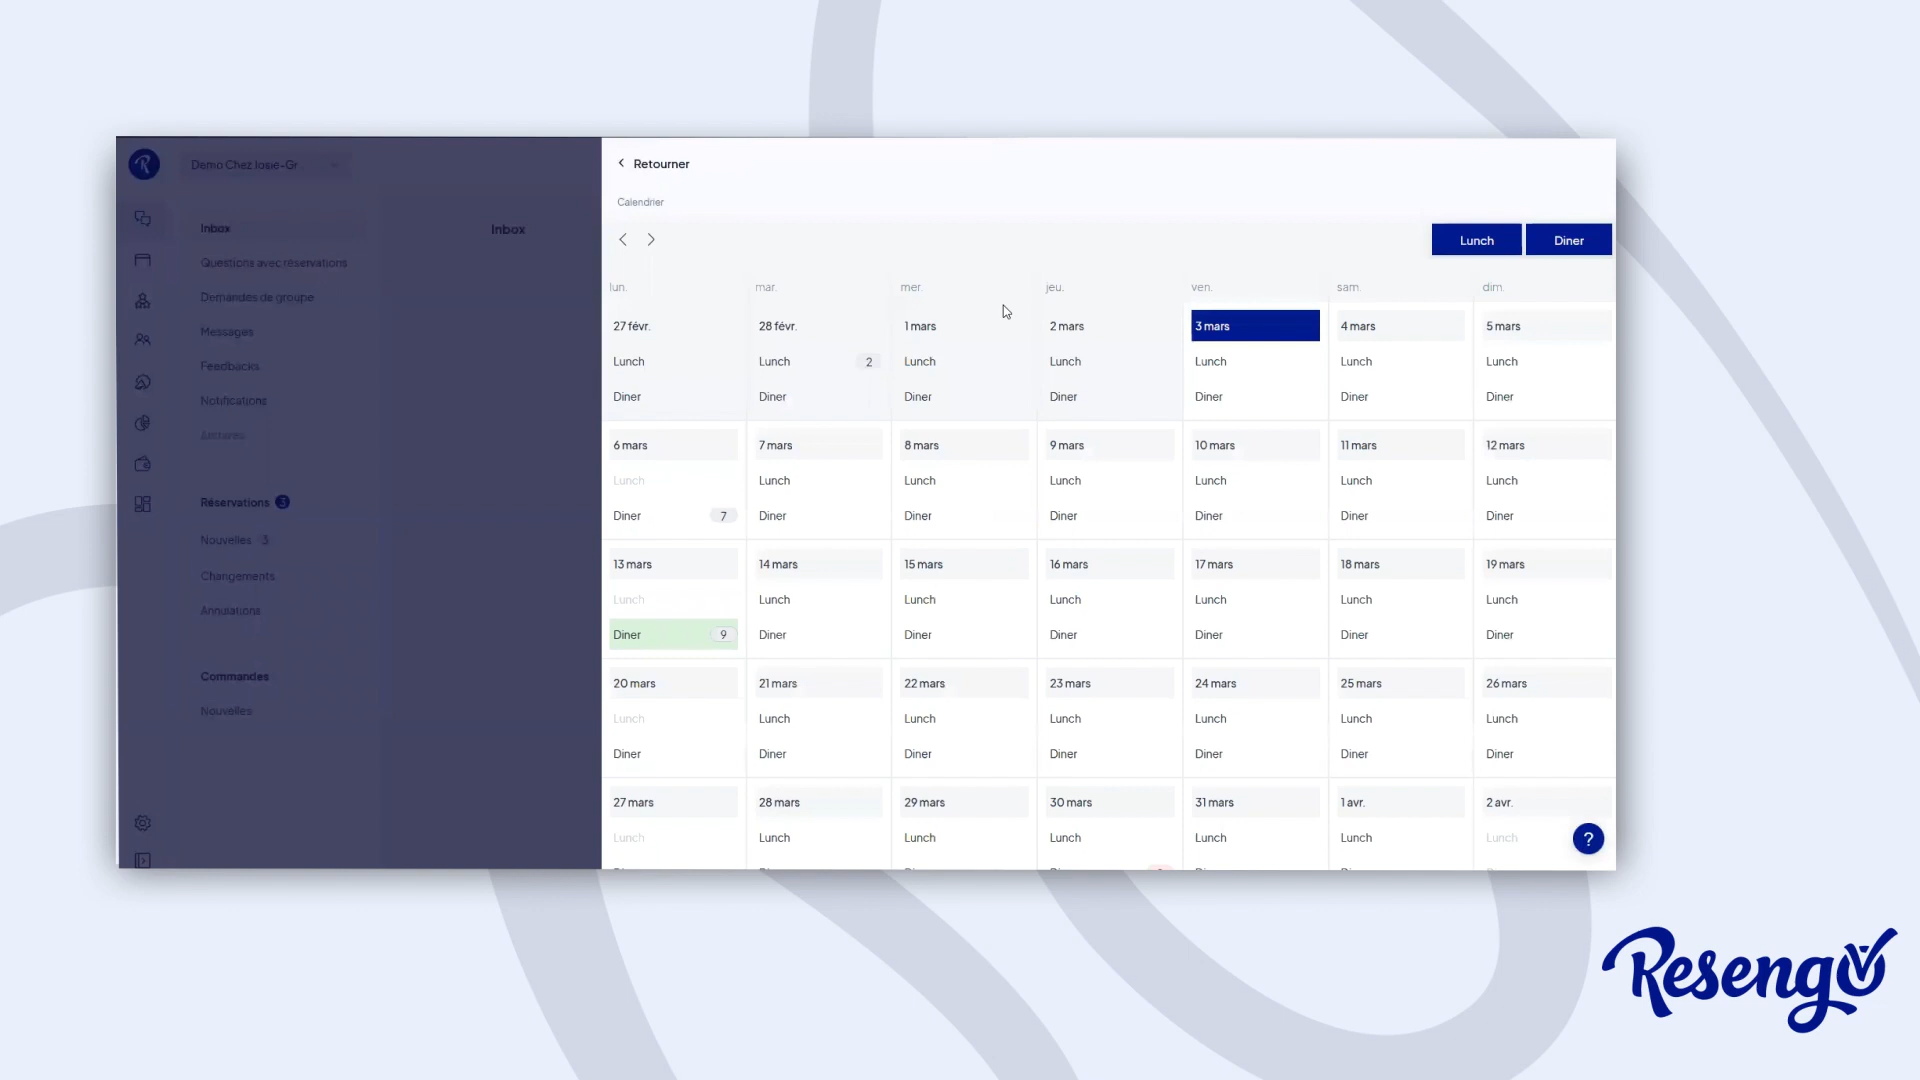 Demo Chez Josie-Gr...
Inbox
Questions avec réservations
Demandes de groupe
Messages
Feedbacks
Notifications
Réservations 3
Nouvelles 3
Changements
Annulations
Commandes
Nouvelles
Inbox
Retourner
Calendrier
Lunch Diner
lun. mar. mer. jeu. ven. sam. dim.
27 févr. 28 févr. 1 mars 2 mars 3 mars 4 mars 5 mars
Lunch Lunch 2 Lunch Lunch Lunch Lunch Lunch
Diner Diner Diner Diner Diner Diner Diner
6 mars 7 mars 8 mars 9 mars 10 mars 11 mars 12 mars
Lunch Lunch Lunch Lunch Lunch Lunch Lunch
Diner 7 Diner Diner Diner Diner Diner Diner
13 mars 14 mars 15 mars 16 mars 17 mars 18 mars 19 mars
Lunch Lunch Lunch Lunch Lunch Lunch Lunch
Diner 9 Diner Diner Diner Diner Diner Diner
20 mars 21 mars 22 mars 23 mars 24 mars 25 mars 26 mars
Lunch Lunch Lunch Lunch Lunch Lunch Lunch
Diner Diner Diner Diner Diner Diner Diner
27 mars 28 mars 29 mars 30 mars 31 mars 1 avr. 2 avr.
Lunch Lunch Lunch Lunch Lunch Lunch Lunch
?
Resengo